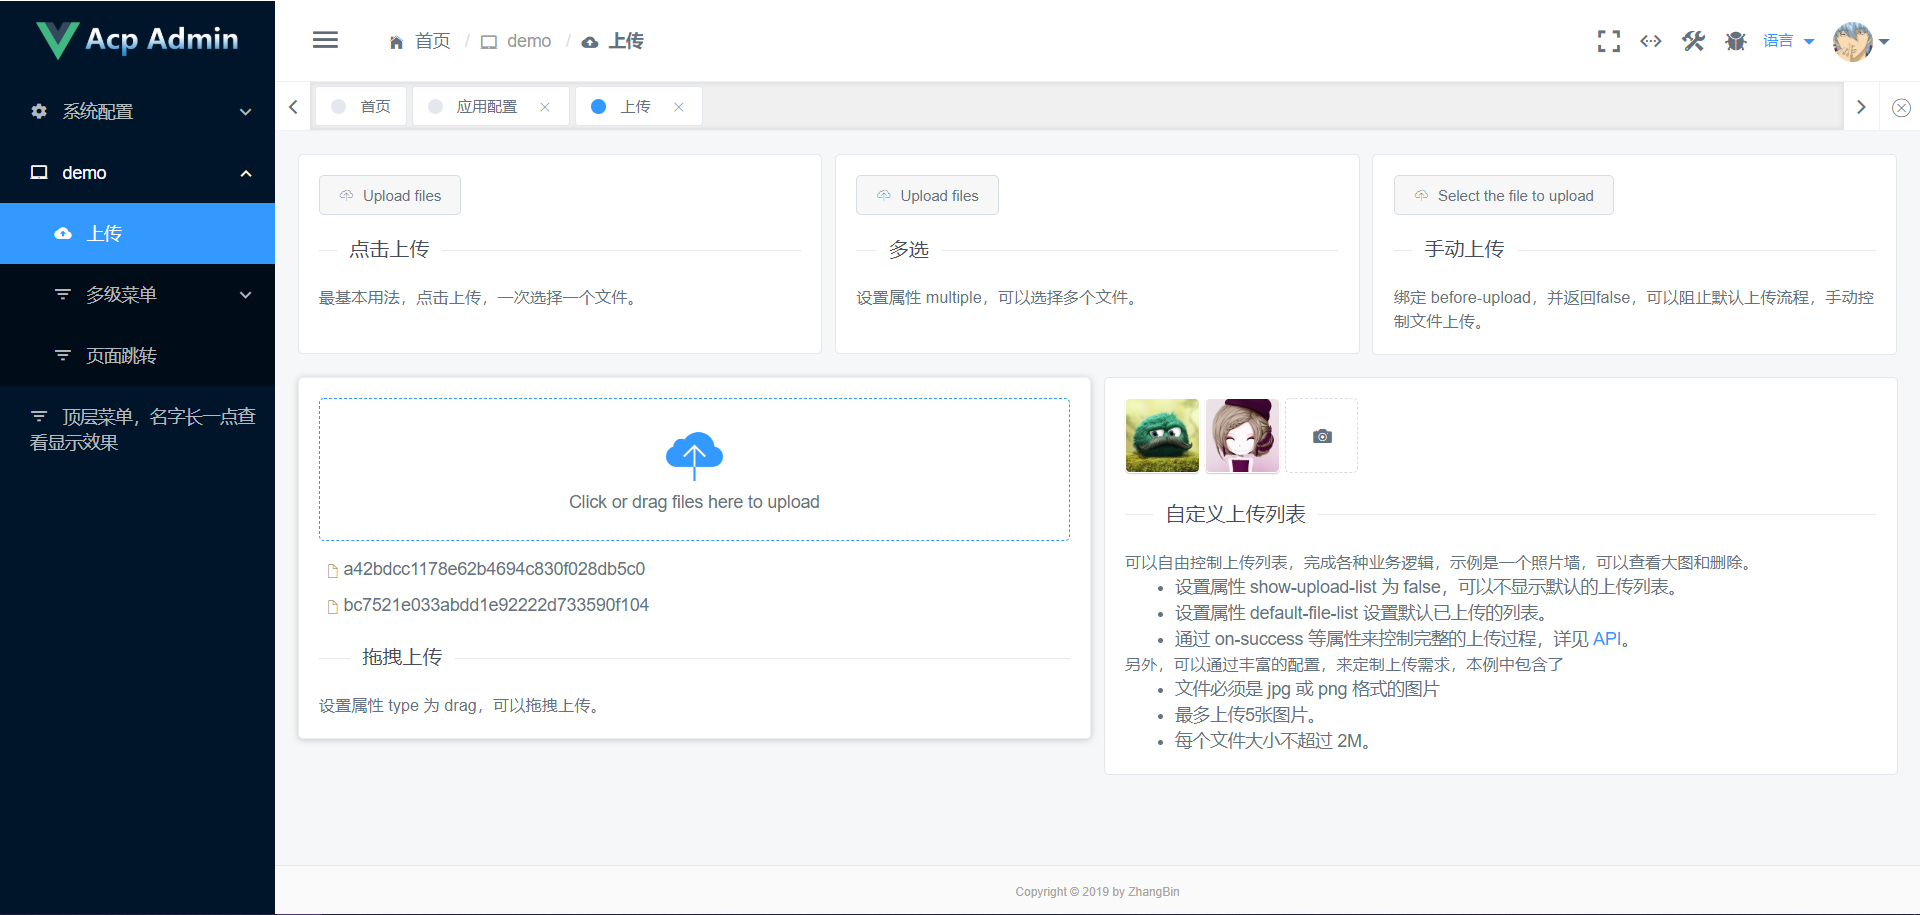 Acp Admin
首页 / demo / 上传
语言
系统配置
demo
上传
多级菜单
页面跳转
顶层菜单，名字长一点查
看显示效果
首页
应用配置
上传
Upload files
点击上传
最基本用法，点击上传，一次选择一个文件。
Upload files
多选
设置属性 multiple，可以选择多个文件。
Select the file to upload
手动上传
绑定 before-upload，并返回false，可以阻止默认上传流程，手动控
制文件上传。
Click or drag files here to upload
a42bdcc1178e62b4694c830f028db5c0
bc7521e033abdd1e92222d733590f104
拖拽上传
设置属性 type 为 drag，可以拖拽上传。
自定义上传列表
可以自由控制上传列表，完成各种业务逻辑，示例是一个照片墙，可以查看大图和删除。
设置属性 show-upload-list 为 false，可以不显示默认的上传列表。
设置属性 default-file-list 设置默认已上传的列表。
通过 on-success 等属性来控制完整的上传过程，详见 API。
另外，可以通过丰富的配置，来定制上传需求，本例中包含了
文件必须是 jpg 或 png 格式的图片
最多上传5张图片。
每个文件大小不超过 2M。
Copyright © 2019 by ZhangBin